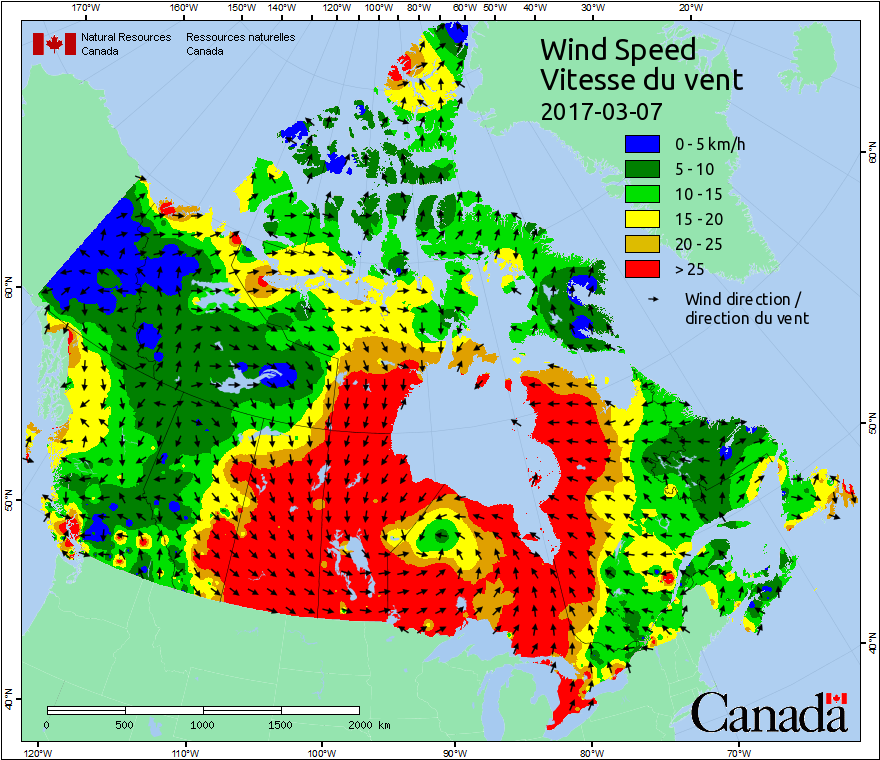 170°W 160°W 150°W 140°W 130°W 120°W 110°W 100°W 90°W 80°W 60°W 50°W 40°W 30°W 20°W
Natural Resources Canada
Ressources naturelles Canada
Wind Speed
Vitesse du vent
2017-03-07
0 - 5 km/h
5 - 10
10 - 15
15 - 20
20 - 25
> 25
Wind direction /
direction du vent
60°N
60°N
50°N
50°N
40°N
40°N
0 500 1000 1500 2000 km
Canada
120°W 110°W 100°W 90°W 80°W 70°W